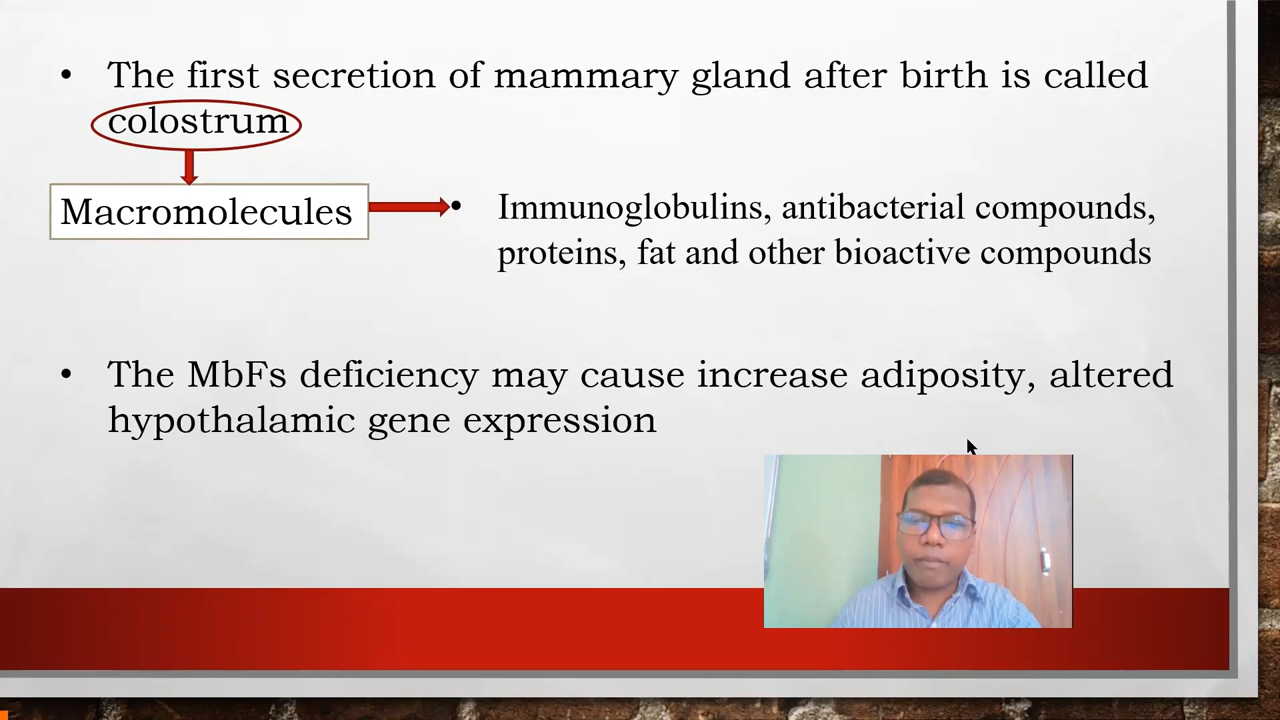 • The first secretion of mammary gland after birth is called
colostrum
Macromolecules
• Immunoglobulins, antibacterial compounds,
proteins, fat and other bioactive compounds
• The MbFs deficiency may cause increase adiposity, altered
hypothalamic gene expression